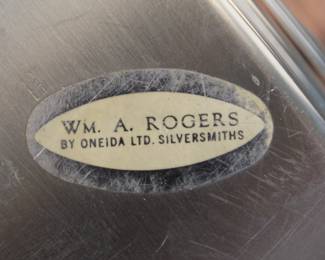 WM. A. ROGERS
BY ONEIDA LTD. SILVERSMITHS